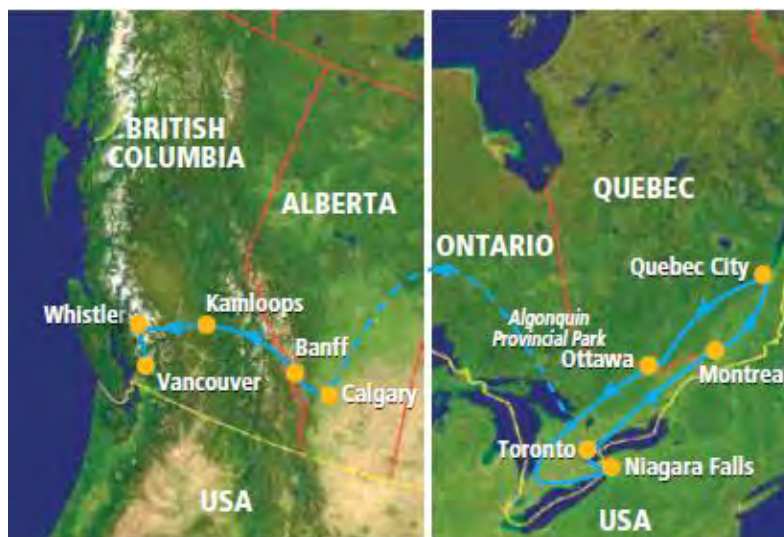 BRITISH
COLUMBIA
ALBERTA
Whistler
Kamloops
Banff
Vancouver
Calgary
USA
QUEBEC
ONTARIO
Quebec City
Algonquin
Provincial Park
Ottawa
Montrea
Toronto
Niagara Falls
USA